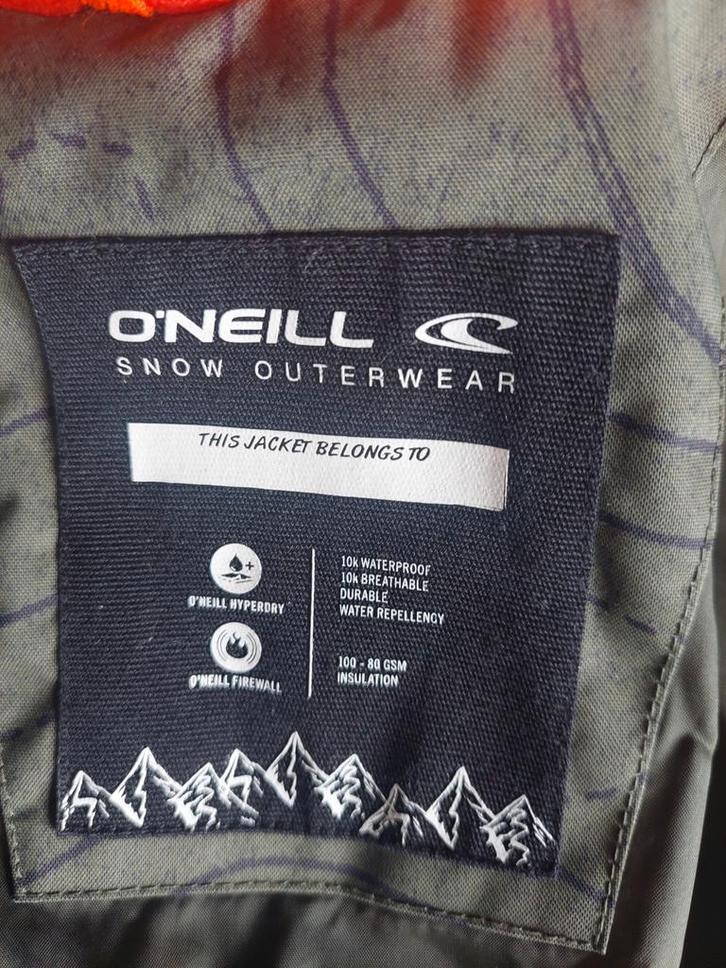 O'NEILL
SNOW OUTERWEAR
THIS JACKET BELONGS TO
O'NEILL HYPERDRY
10k WATERPROOF
10k BREATHABLE
DURABLE
WATER REPELLENCY
O'NEILL FIREWALL
100 - 80 GSM
INSULATION